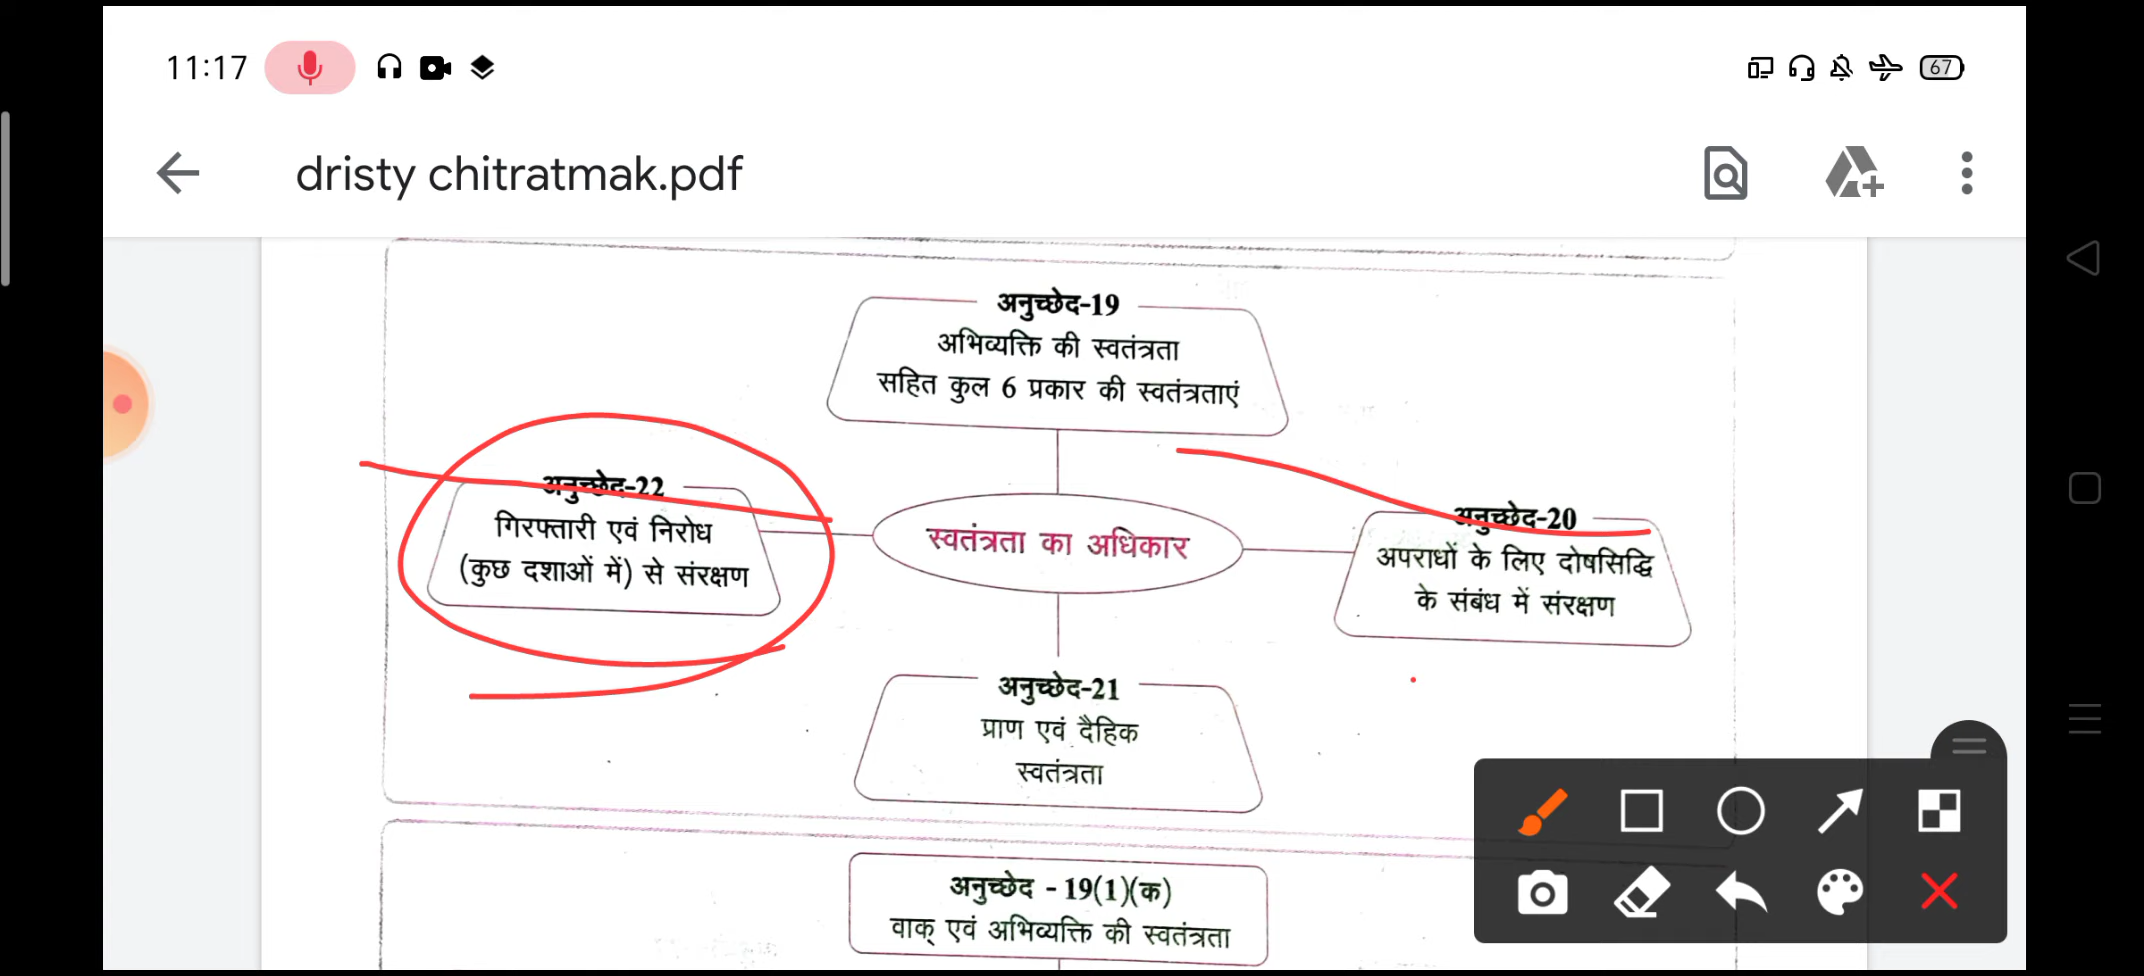 11:17
67
dristy chitratmak.pdf
अनुच्छेद-19
अभिव्यक्ति की स्वतंत्रता
सहित कुल 6 प्रकार की स्वतंत्रताएं
अनुच्छेद-22
गिरफ्तारी एवं निरोध
(कुछ दशाओं में) से संरक्षण
स्वतंत्रता का अधिकार
अनुच्छेद-20
अपराधों के लिए दोषसिद्धि
के संबंध में संरक्षण
अनुच्छेद-21
प्राण एवं दैहिक
स्वतंत्रता
अनुच्छेद - 19(1)(क)
वाक् एवं अभिव्यक्ति की स्वतंत्रता